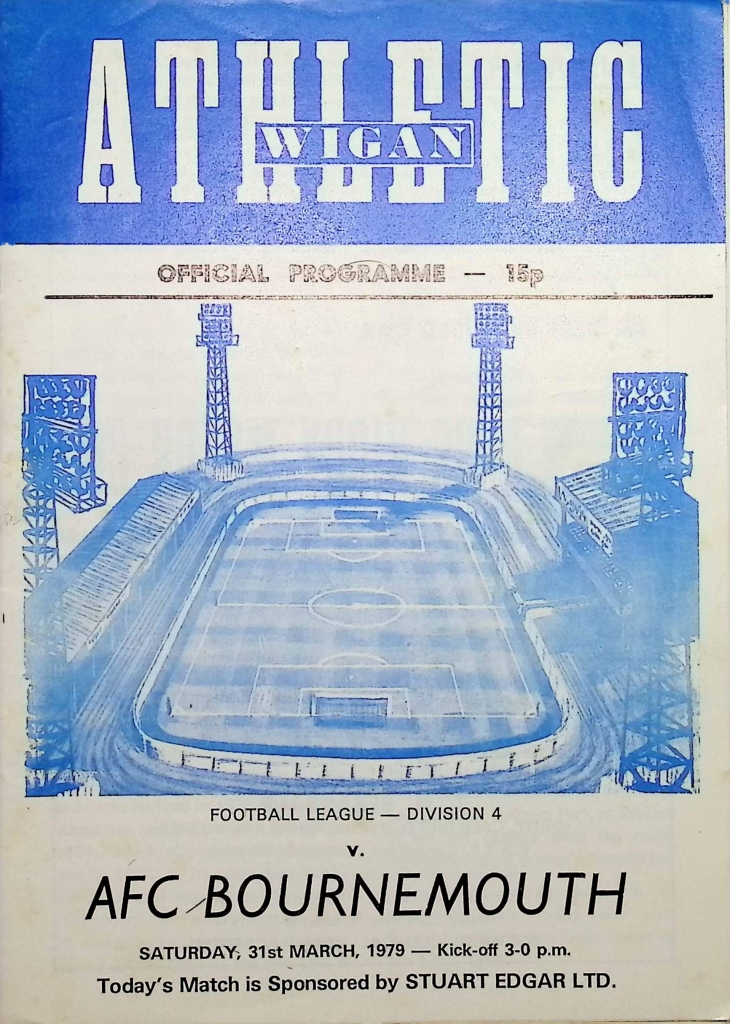 ATHLETIC
WIGAN
OFFICIAL PROGRAMME — 15p
FOOTBALL LEAGUE — DIVISION 4
v.
AFC BOURNEMOUTH
SATURDAY, 31st MARCH, 1979 — Kick-off 3-0 p.m.
Today's Match is Sponsored by STUART EDGAR LTD.